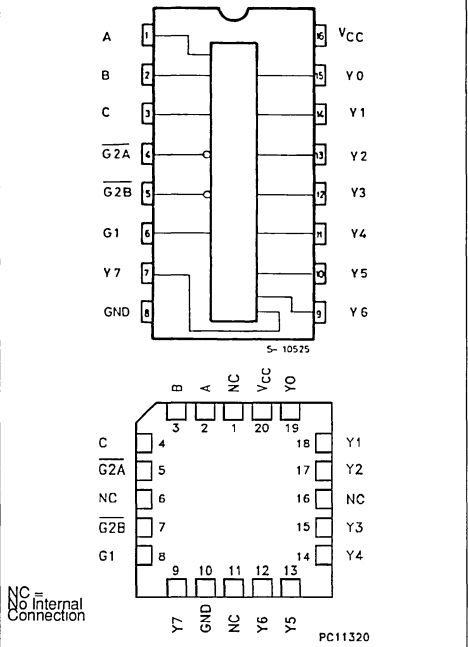 A 1 16 VCC
B 2 15 Y0
C 3 14 Y1
G2A 4 13 Y2
G2B 5 12 Y3
G1 6 11 Y4
Y7 7 10 Y5
GND 8 9 Y6
S- 10525
B A NC VCC Y0
3 2 1 20 19
C 4 18 Y1
G2A 5 17 Y2
NC 6 16 NC
G2B 7 15 Y3
G1 8 14 Y4
9 10 11 12 13
Y7 GND NC Y6 Y5
NC =
No Internal
Connection
PC11320